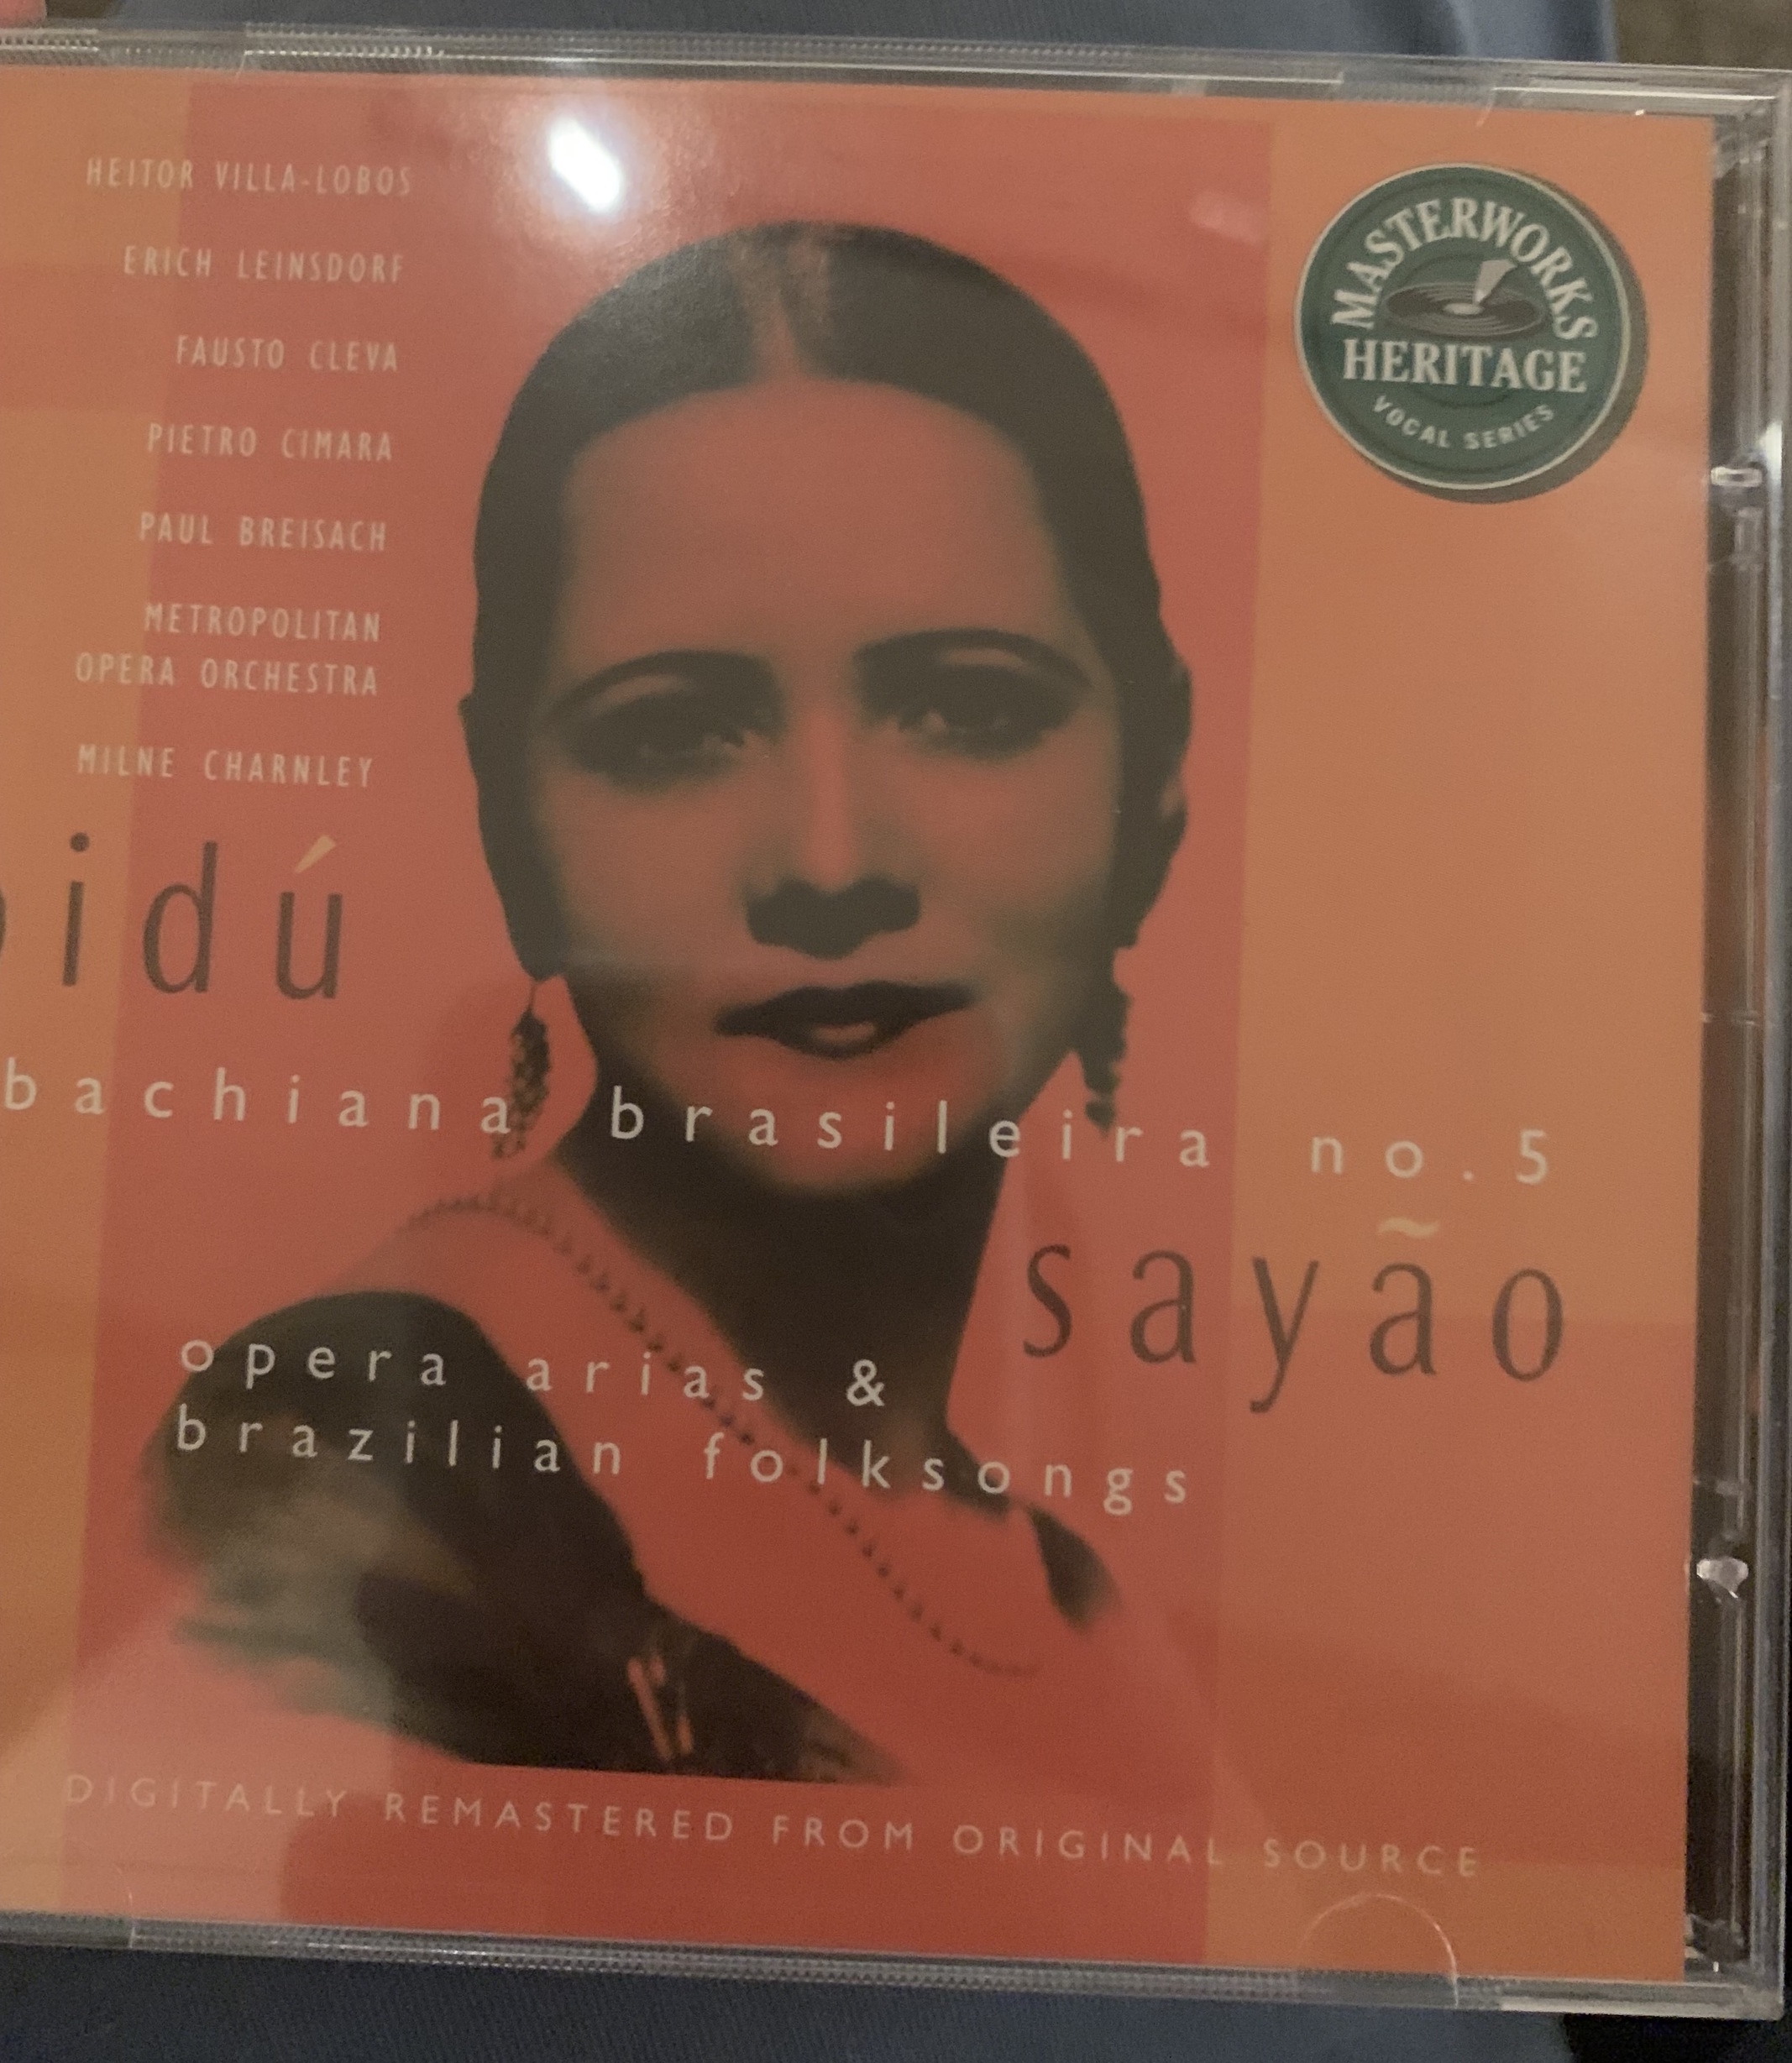 HEITOR VILLA-LOBOS
ERICH LEINSDORF
FAUSTO CLEVA
PIETRO CIMARA
PAUL BREISACH
METROPOLITAN
OPERA ORCHESTRA
MILNE CHARNLEY
MASTERWORKS
HERITAGE
VOCAL SERIES
bidú
bachiana brasileira no.5
sayão
opera arias &
brazilian folksongs
DIGITALLY REMASTERED FROM ORIGINAL SOURCE